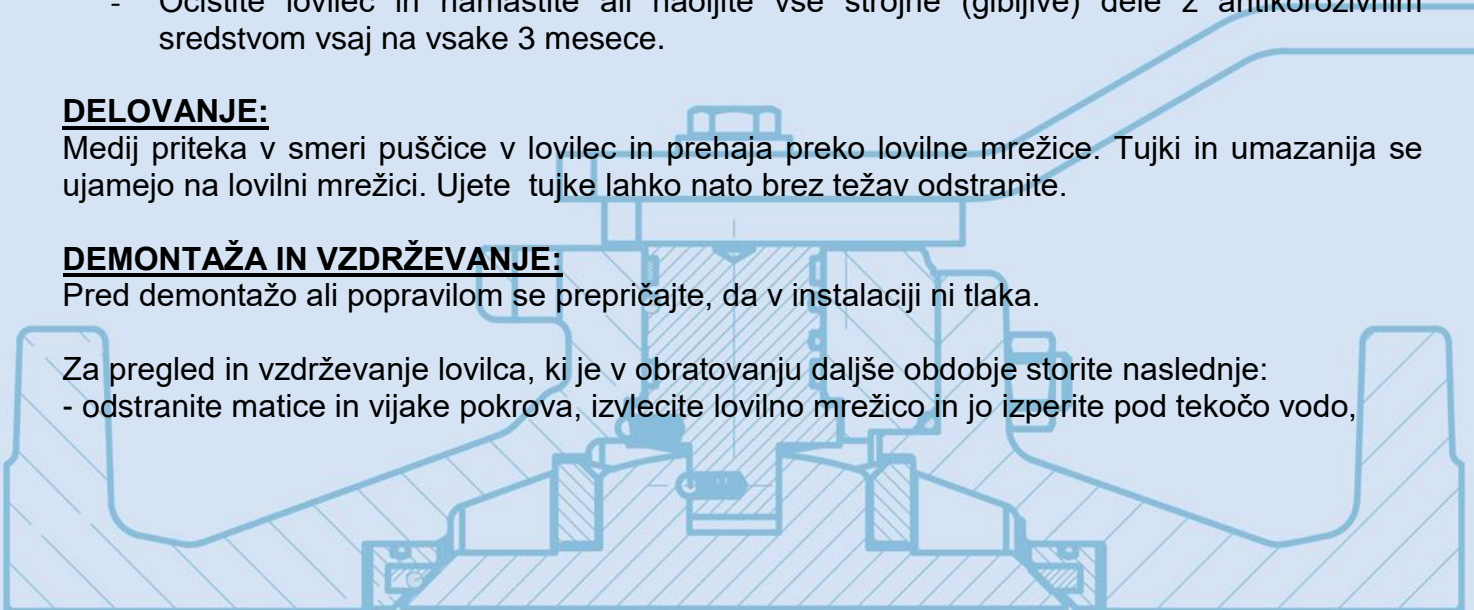 - Očistite lovilec in namastite ali naoljite vse strojne (gibljive) dele z antikorozivnim
sredstvom vsaj na vsake 3 mesece.
DELOVANJE:
Medij priteka v smeri puščice v lovilec in prehaja preko lovilne mrežice. Tujki in umazanija se
ujamejo na lovilni mrežici. Ujete tujke lahko nato brez težav odstranite.
DEMONTAŽA IN VZDRŽEVANJE:
Pred demontažo ali popravilom se prepričajte, da v instalaciji ni tlaka.
Za pregled in vzdrževanje lovilca, ki je v obratovanju daljše obdobje storite naslednje:
- odstranite matice in vijake pokrova, izvlecite lovilno mrežico in jo izperite pod tekočo vodo,